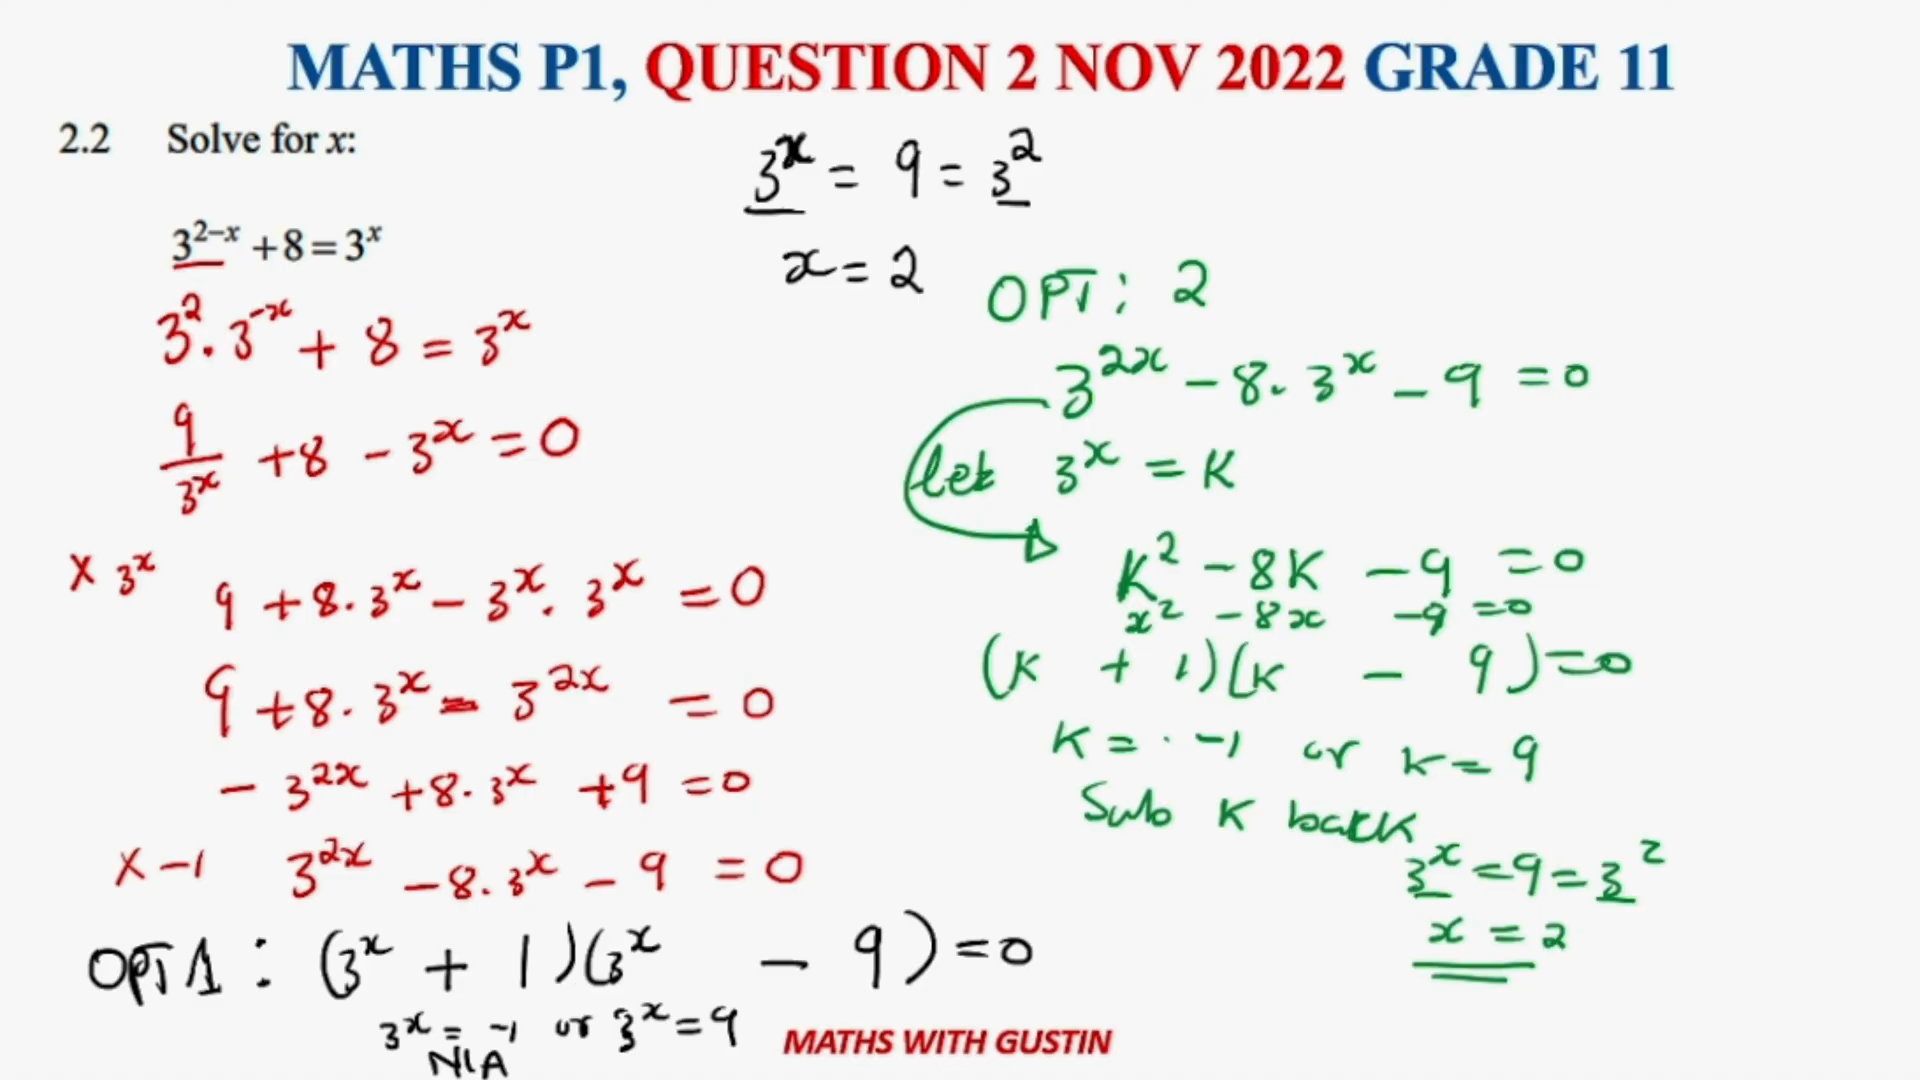 MATHS P1, QUESTION 2 NOV 2022 GRADE 11
2.2 Solve for x:
3^{2-x} + 8 = 3^x
3^2 . 3^{-x} + 8 = 3^x
9/3^x + 8 - 3^x = 0
× 3^x 9 + 8 . 3^x - 3^x . 3^x = 0
9 + 8 . 3^x - 3^{2x} = 0
- 3^{2x} + 8 . 3^x + 9 = 0
× -1 3^{2x} - 8 . 3^x - 9 = 0
OPT 1 : (3^x + 1)(3^x - 9) = 0
3^x = -1 or 3^x = 9
N/A
3^x = 9 = 3^2
x = 2
OPT : 2
3^{2x} - 8 . 3^x - 9 = 0
let 3^x = K
K^2 - 8K - 9 = 0
x^2 - 8x - 9 = 0
(K + 1)(K - 9) = 0
K = -1 or K = 9
Sub K back
3^x = 9 = 3^2
x = 2
MATHS WITH GUSTIN